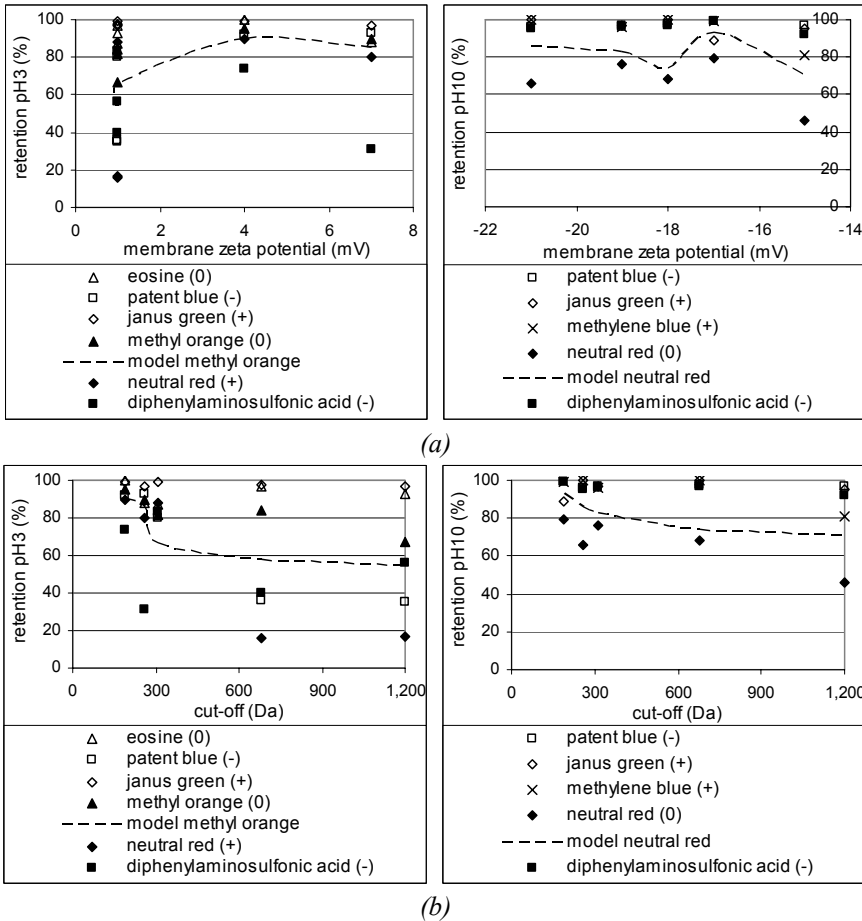 retention pH3 (%)
100
80
60
40
20
0
0 2 4 6 8
membrane zeta potential (mV)
eosine (0)
patent blue (-)
janus green (+)
methyl orange (0)
model methyl orange
neutral red (+)
diphenylaminosulfonic acid (-)
retention pH10 (%)
100
80
60
40
20
0
-22 -20 -18 -16 -14
membrane zeta potential (mV)
patent blue (-)
janus green (+)
methylene blue (+)
neutral red (0)
model neutral red
diphenylaminosulfonic acid (-)
(a)
retention pH3 (%)
100
80
60
40
20
0
0 300 600 900 1,200
cut-off (Da)
eosine (0)
patent blue (-)
janus green (+)
methyl orange (0)
model methyl orange
neutral red (+)
diphenylaminosulfonic acid (-)
retention pH10 (%)
100
80
60
40
20
0
0 300 600 900 1,200
cut-off (Da)
patent blue (-)
janus green (+)
methylene blue (+)
neutral red (0)
model neutral red
diphenylaminosulfonic acid (-)
(b)